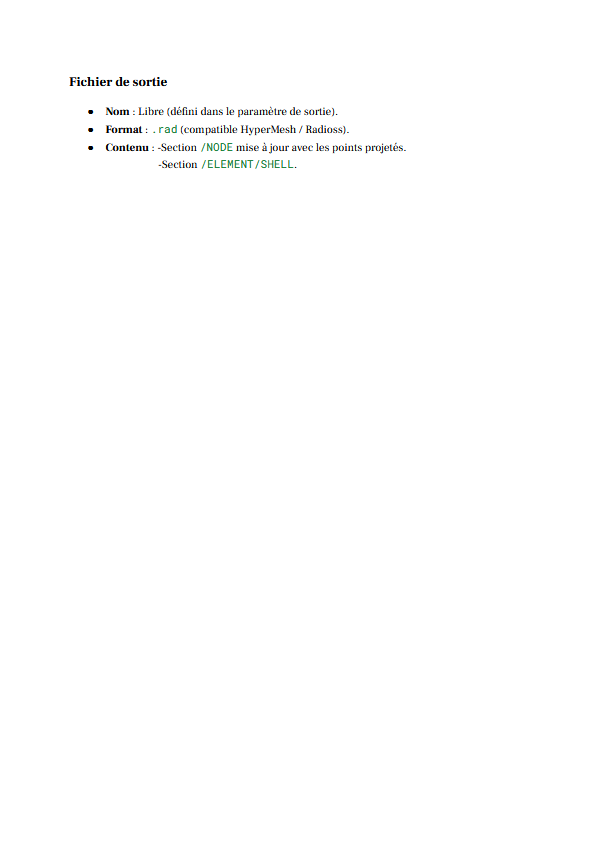 Fichier de sortie
● Nom : Libre (défini dans le paramètre de sortie).
● Format : .rad (compatible HyperMesh / Radioss).
● Contenu : -Section /NODE mise à jour avec les points projetés.
-Section /ELEMENT/SHELL.